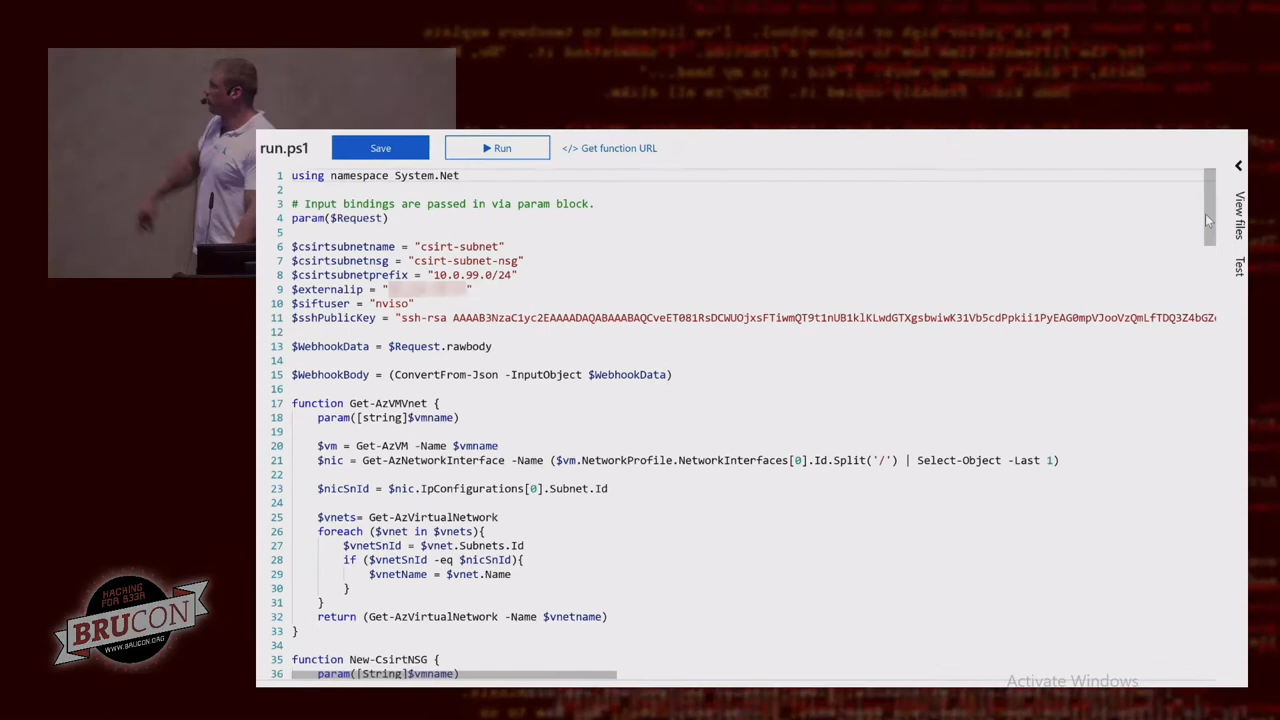 run.ps1 Save Run </> Get function URL
1 using namespace System.Net
2
3 # Input bindings are passed in via param block.
4 param($Request)
5
6 $csirtsubnetname = "csirt-subnet"
7 $csirtsubnetnsg = "csirt-subnet-nsg"
8 $csirtsubnetprefix = "10.0.99.0/24"
9 $externalip = " "
10 $siftuser = "nviso"
11 $sshPublicKey = "ssh-rsa
12
13 $WebhookData = $Request.rawbody
14
15 $WebhookBody = (ConvertFrom-Json -InputObject $WebhookData)
16
17 function Get-AzVMVnet {
18 param([string]$vmname)
19
20 $vm = Get-AzVM -Name $vmname
21 $nic = Get-AzNetworkInterface -Name ($vm.NetworkProfile.NetworkInterfaces[0].Id.Split('/') | Select-Object -Last 1)
22
23 $nicSnId = $nic.IpConfigurations[0].Subnet.Id
24
25 $vnets= Get-AzVirtualNetwork
26 foreach ($vnet in $vnets){
27 $vnetSnId = $vnet.Subnets.Id
28 if ($vnetSnId -eq $nicSnId){
29 $vnetName = $vnet.Name
30 }
31 }
32 return (Get-AzVirtualNetwork -Name $vnetname)
33 }
34
35 function New-CsirtNSG {
36 param([String]$vmname)
View files
Test
HACKING
FOR B33R
BRUCON
WWW.BRUCON.ORG
Activate Windows